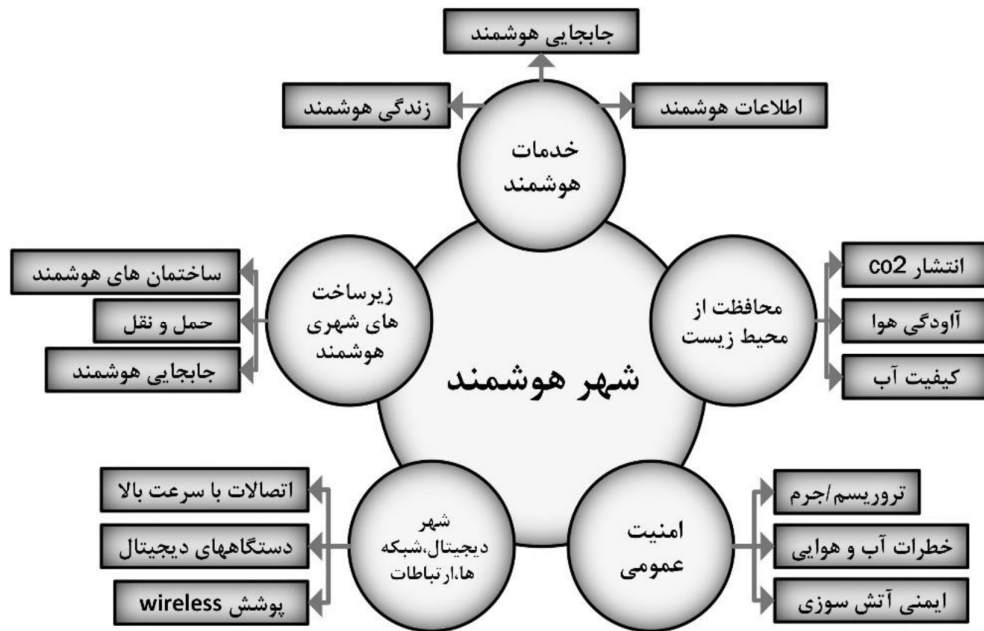 جابجایی هوشمند
زندگی هوشمند
اطلاعات هوشمند
خدمات
هوشمند
ساختمان های هوشمند
حمل و نقل
جابجایی هوشمند
زیرساخت
های شهری
هوشمند
محافظت از
محیط زیست
انتشار co2
آاودگی هوا
کیفیت آب
شهر هوشمند
اتصالات با سرعت بالا
دستگاههای دیجیتال
پوشش wireless
شهر
دیجیتال،شبکه
ها،ارتباطات
امنیت
عمومی
تروریسم/جرم
خطرات آب و هوایی
ایمنی آتش سوزی